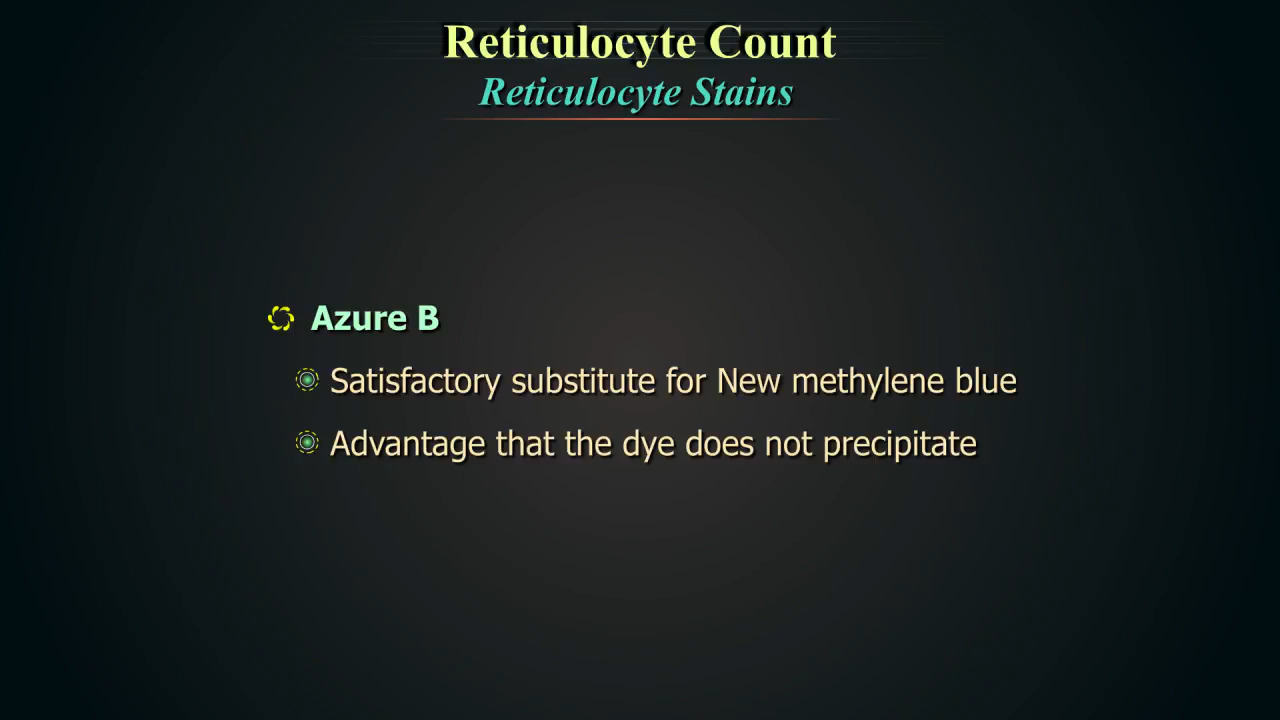 Reticulocyte Count
Reticulocyte Stains
Azure B
Satisfactory substitute for New methylene blue
Advantage that the dye does not precipitate